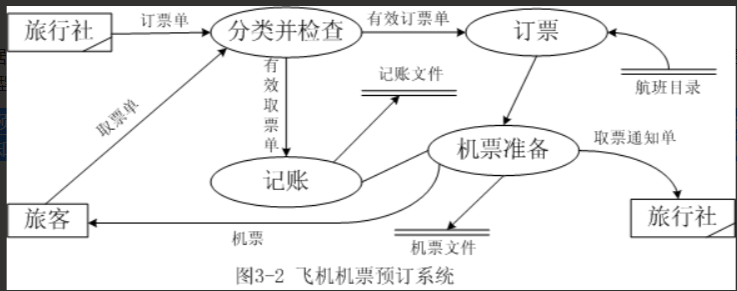 旅行社
订票单
分类并检查
有效订票单
订票
航班目录
有效取票单
记账文件
取票单
机票准备
取票通知单
记账
旅客
旅行社
机票
机票文件
图3-2 飞机机票预订系统